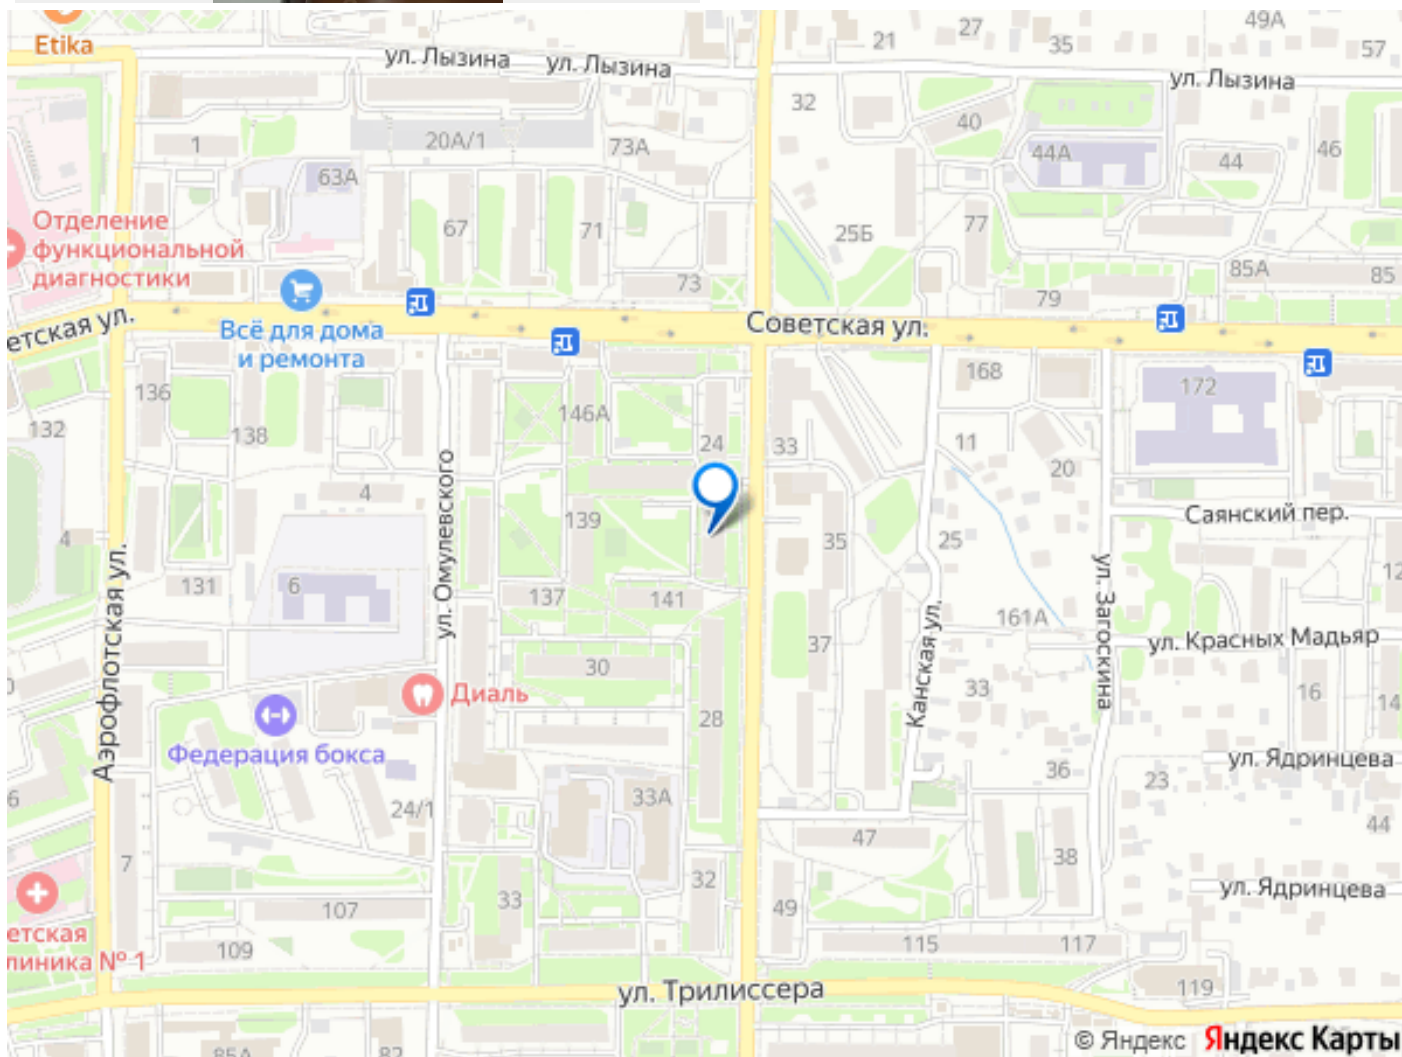 Etika
ул. Лызина
ул. Лызина
ул. Лызина
49А
27
21
35
57
32
40
1
20А/1
73А
44А
44
46
63А
Отделение
функциональной
диагностики
67
71
25Б
77
85А
85
73
79
етская ул.
Всё для дома
и ремонта
Советская ул.
136
168
172
132
138
146А
24
33
11
20
4
ул. Омулевского
139
Саянский пер.
4
35
25
ул. Загоскина
131
6
137
141
12
Аэрофлотская ул.
161А
ул. Красных Мадьяр
37
Канская ул.
30
33
16
14
Диаль
28
Федерация бокса
ул. Ядринцева
36
23
6
24/1
33А
44
47
7
38
32
ул. Ядринцева
33
107
49
етская
линика № 1
109
115
117
119
ул. Трилиссера
85А
82
© Яндекс Яндекс Карты